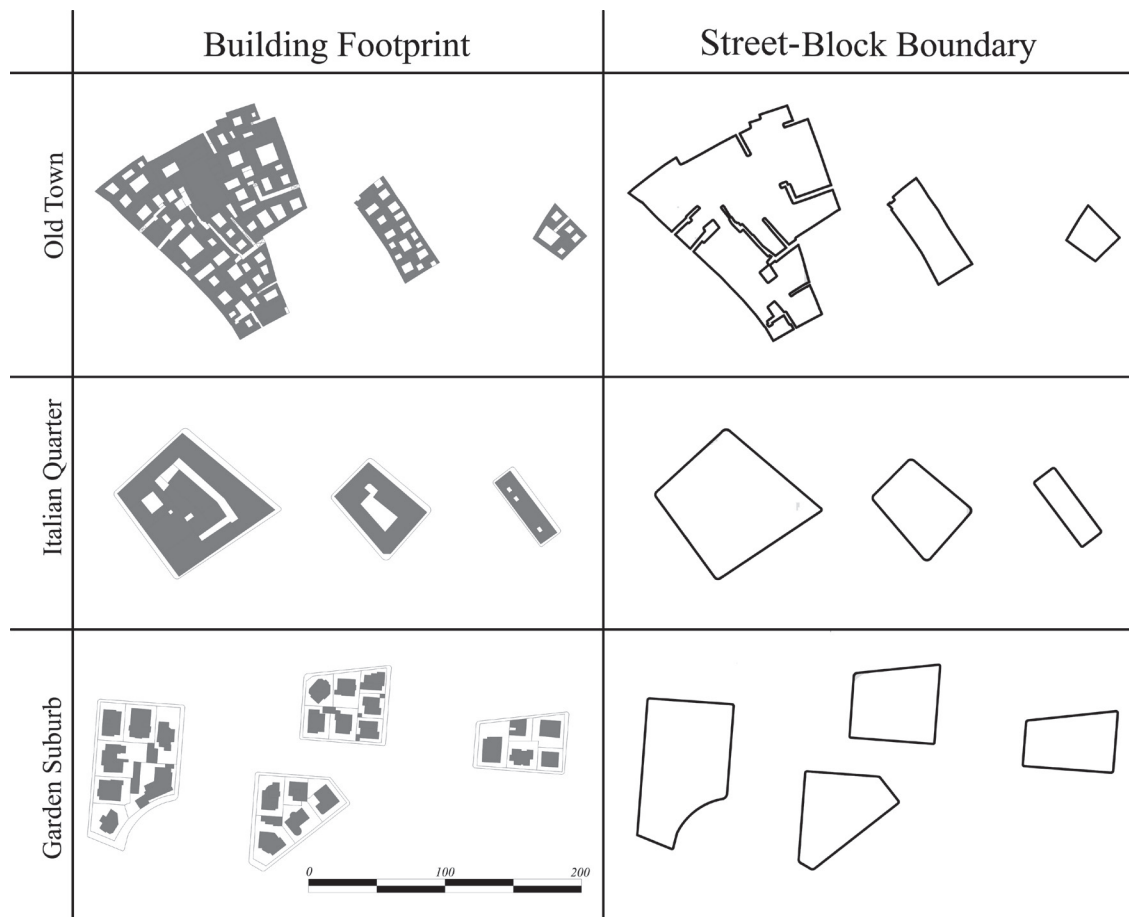 Building Footprint
Street-Block Boundary
Old Town
Italian Quarter
Garden Suburb
0 100 200